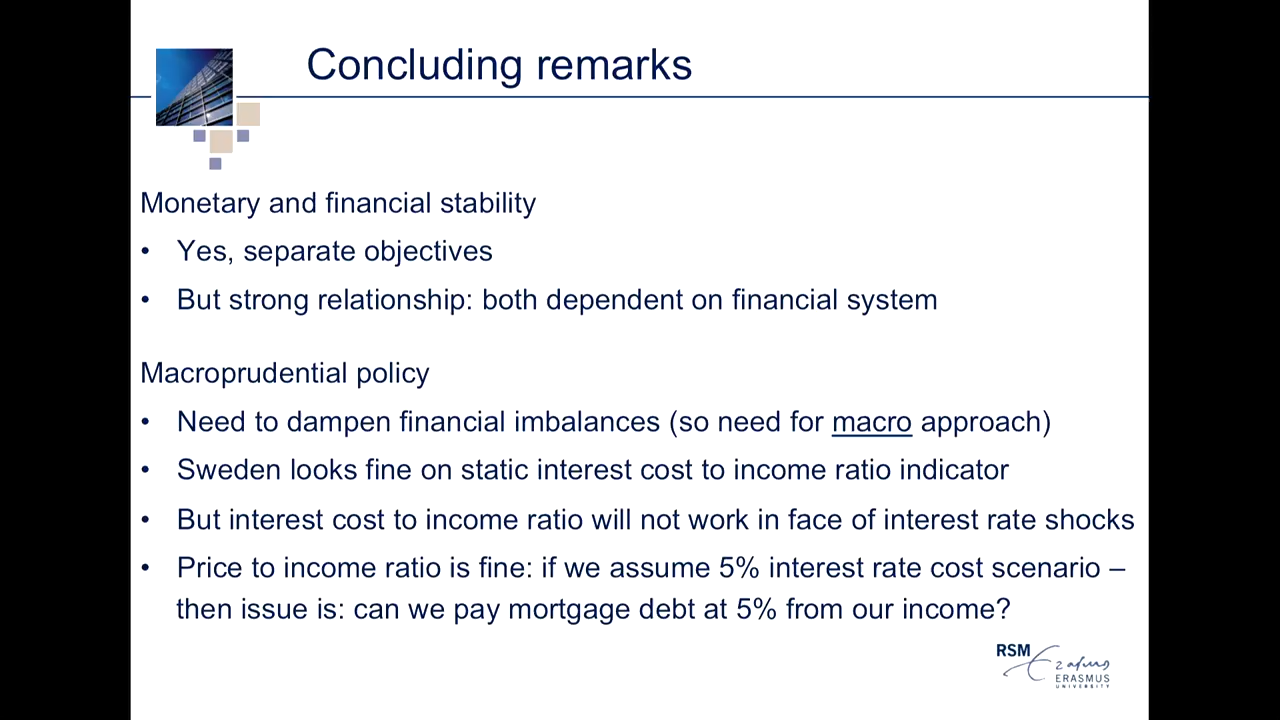 Concluding remarks
Monetary and financial stability
• Yes, separate objectives
• But strong relationship: both dependent on financial system
Macroprudential policy
• Need to dampen financial imbalances (so need for macro approach)
• Sweden looks fine on static interest cost to income ratio indicator
• But interest cost to income ratio will not work in face of interest rate shocks
• Price to income ratio is fine: if we assume 5% interest rate cost scenario –
then issue is: can we pay mortgage debt at 5% from our income?
RSM
Erasmus
ERASMUS
UNIVERSITY